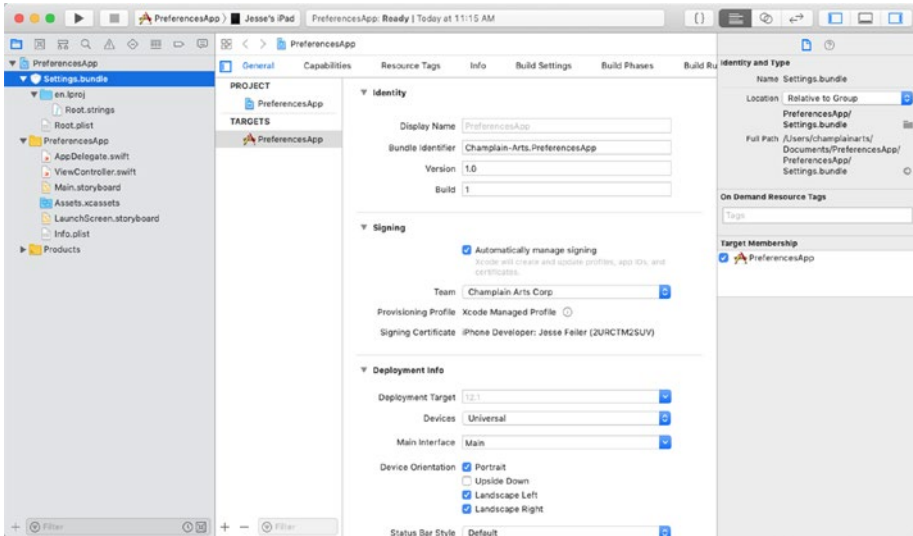 PreferencesApp
Jesse's iPad
PreferencesApp: Ready | Today at 11:15 AM
{}
PreferencesApp
Settings.bundle
en.lproj
Root.strings
Root.plist
PreferencesApp
AppDelegate.swift
ViewController.swift
Main.storyboard
Assets.xcassets
LaunchScreen.storyboard
Info.plist
Products
Filter
PreferencesApp
General Capabilities Resource Tags Info Build Settings Build Phases Build Ru
PROJECT
PreferencesApp
TARGETS
PreferencesApp
Filter
Identity
Display Name PreferencesApp
Bundle Identifier Champlain-Arts.PreferencesApp
Version 1.0
Build 1
Signing
Automatically manage signing
Xcode will create and update profiles, app IDs, and
certificates.
Team Champlain Arts Corp
Provisioning Profile Xcode Managed Profile
Signing Certificate iPhone Developer: Jesse Feiler (2URCTM2SUV)
Deployment Info
Deployment Target 12.1
Devices Universal
Main Interface Main
Device Orientation Portrait
Upside Down
Landscape Left
Landscape Right
Status Bar Style Default
Identity and Type
Name Settings.bundle
Location Relative to Group
PreferencesApp/
Settings.bundle
Full Path /Users/champlainarts/
Documents/PreferencesApp/
PreferencesApp/
Settings.bundle
On Demand Resource Tags
Tags
Target Membership
PreferencesApp